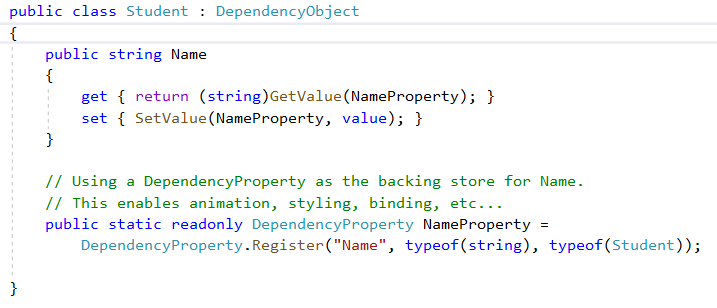 public class Student : DependencyObject
{
    public string Name
    {
        get { return (string)GetValue(NameProperty); }
        set { SetValue(NameProperty, value); }
    }
    // Using a DependencyProperty as the backing store for Name.
    // This enables animation, styling, binding, etc...
    public static readonly DependencyProperty NameProperty =
        DependencyProperty.Register("Name", typeof(string), typeof(Student));
}